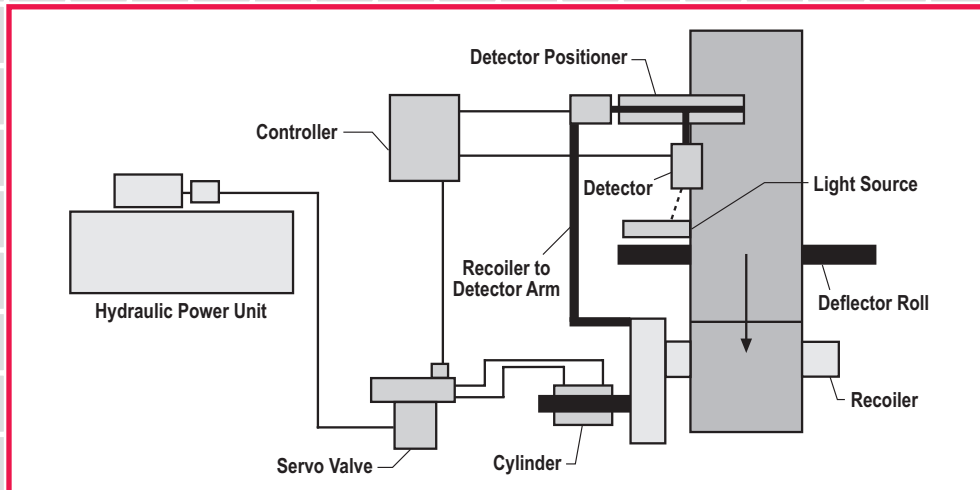 Detector Positioner
Controller
Detector
Light Source
Recoiler to
Detector Arm
Deflector Roll
Hydraulic Power Unit
Recoiler
Servo Valve
Cylinder